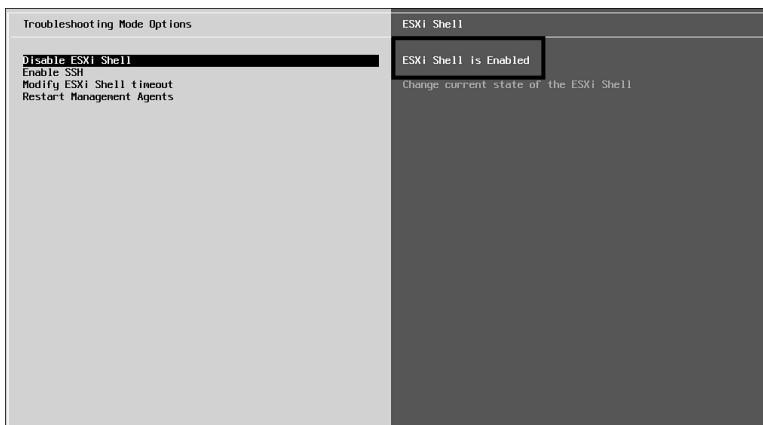 Troubleshooting Mode Options
Disable ESXi Shell
Enable SSH
Modify ESXi Shell timeout
Restart Management Agents
ESXi Shell
ESXi Shell is Enabled
Change current state of the ESXi Shell